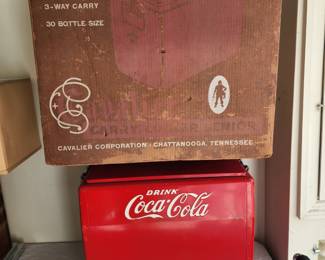 3-WAY CARRY
30 BOTTLE SIZE
CAVALIER CORPORATION · CHATTANOOGA, TENNESSEE
DRINK
Coca-Cola